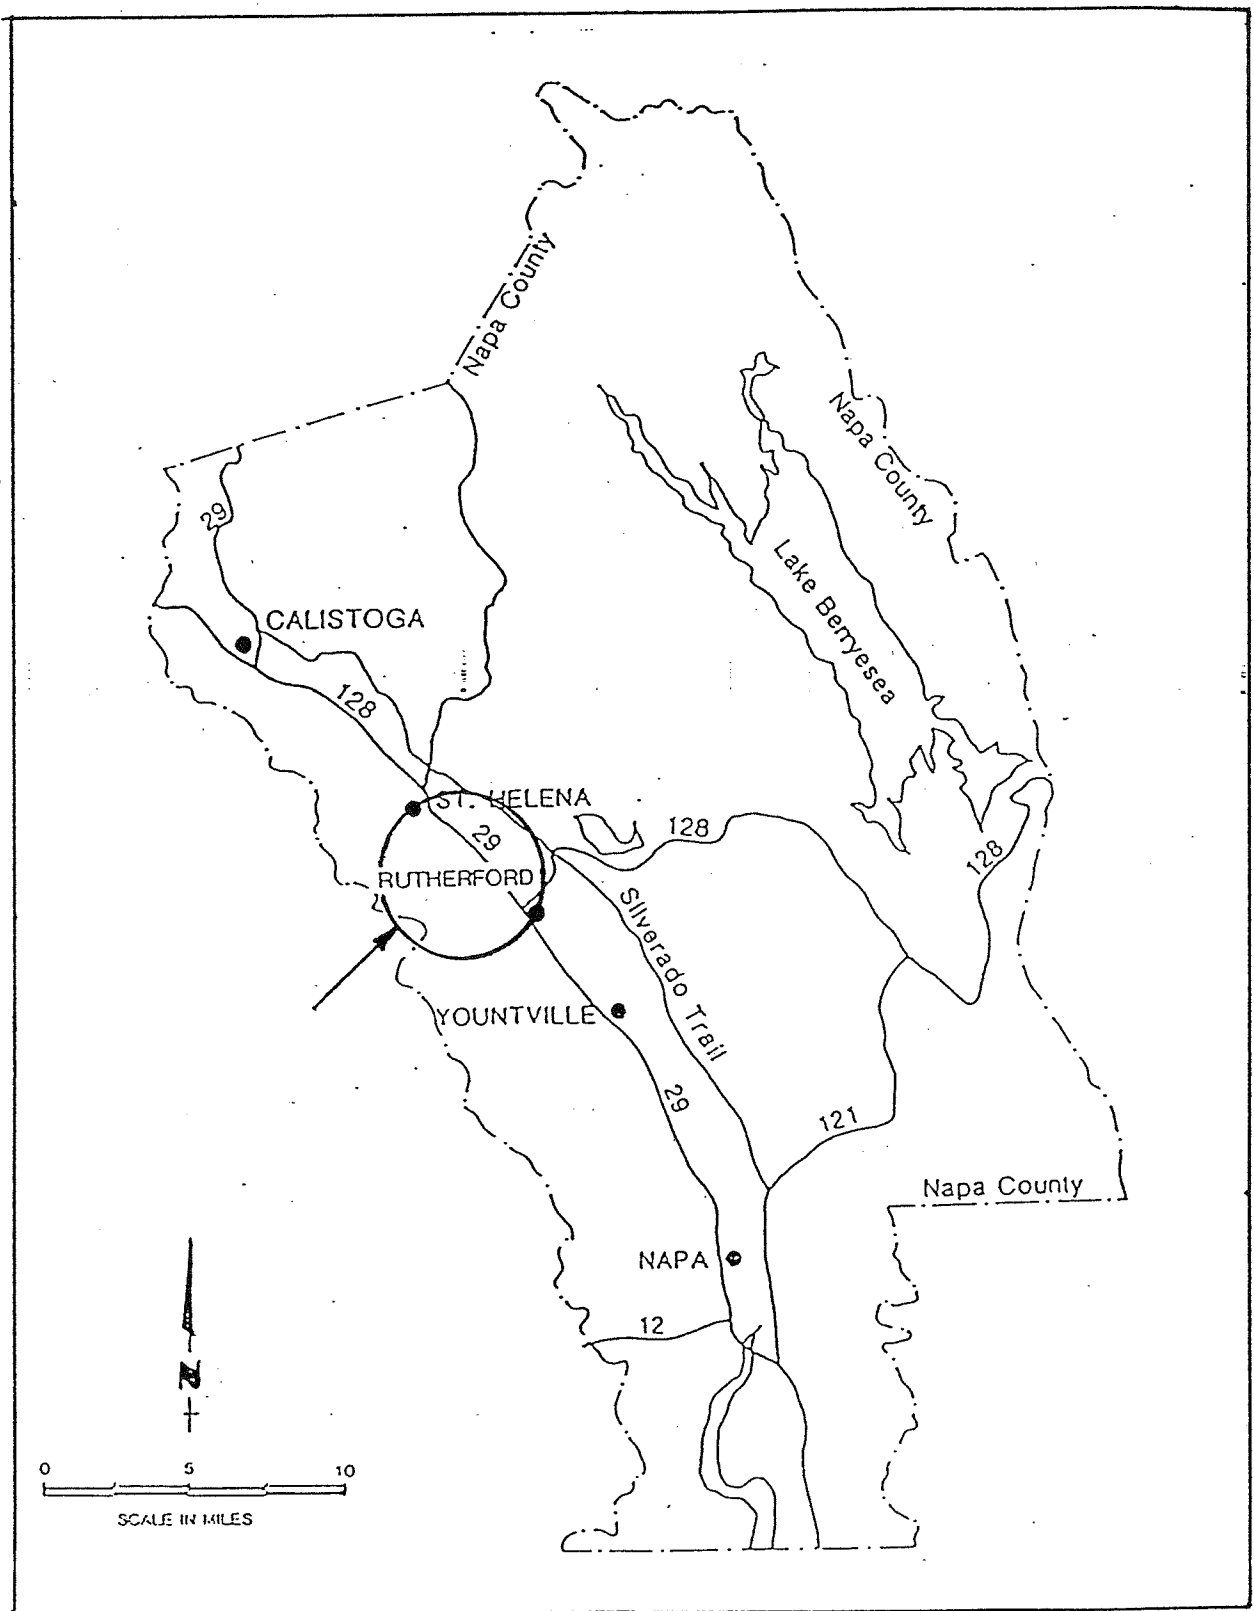 Napa County
Napa County
29
Lake Berryesea
CALISTOGA
128
ST. HELENA
29
128
128
RUTHERFORD
Silverado Trail
YOUNTVILLE
29
121
Napa County
NAPA
12
N
0 5 10
SCALE IN MILES